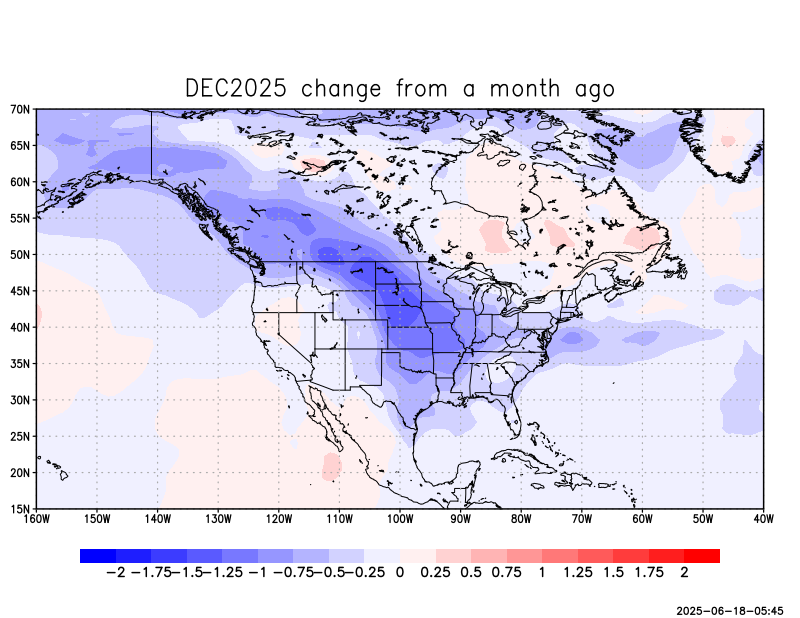 DEC2025 change from a month ago
70N
65N
60N
55N
50N
45N
40N
35N
30N
25N
20N
15N
160W 150W 140W 130W 120W 110W 100W 90W 80W 70W 60W 50W 40W
−2 −1.75 −1.5 −1.25 −1 −0.75 −0.5 −0.25 0 0.25 0.5 0.75 1 1.25 1.5 1.75 2
2025-06-18-05:45